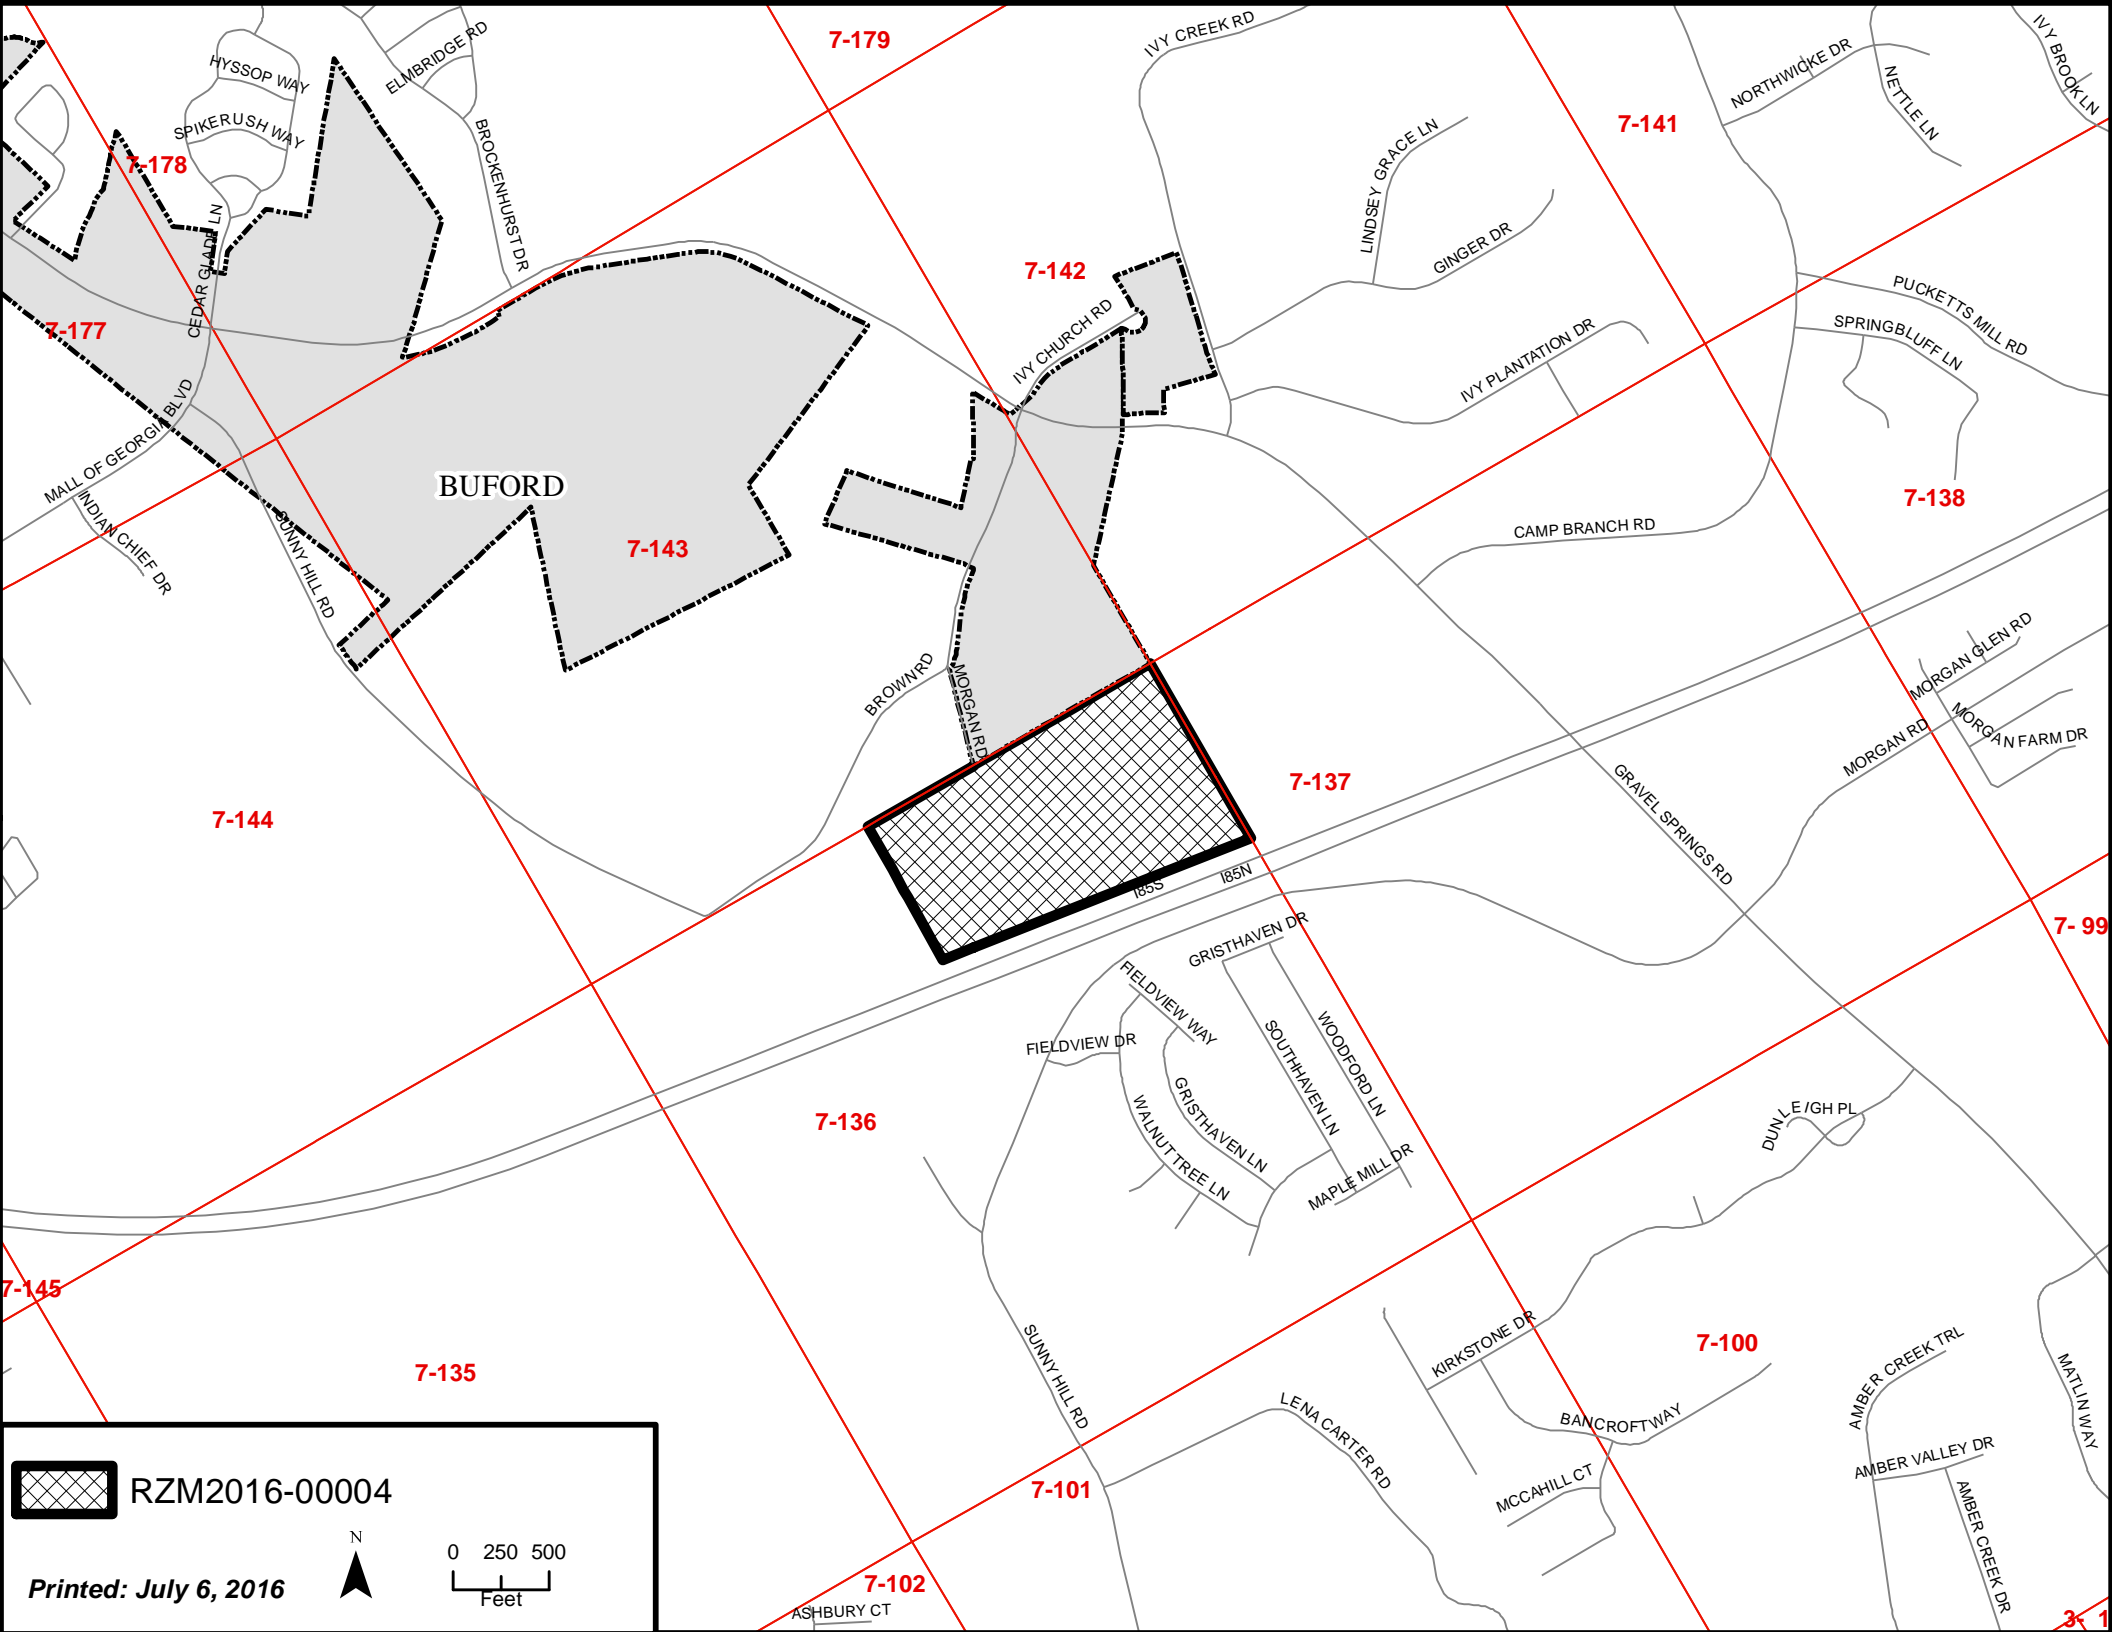 7-179
IVY CREEK RD
ELMBRIDGE RD
HYSSOP WAY
NORTHWICKE DR
IVY BROOK LN
NETTLE LN
SPIKERUSH WAY
7-178
BROCKENHURST DR
LINDSEY GRACE LN
7-141
CEDAR GLADE LN
GINGER DR
7-142
PUCKETTS MILL RD
7-177
IVY CHURCH RD
SPRINGBLUFF LN
IVY PLANTATION DR
MALL OF GEORGIA BLVD
BUFORD
7-138
INDIAN CHIEF DR
SUNNY HILL RD
7-143
CAMP BRANCH RD
BROWN RD
MORGAN RD
MORGAN GLEN RD
MORGAN FARM DR
MORGAN RD
7-144
7-137
GRAVEL SPRINGS RD
I85S
I85N
7- 99
GRISTHAVEN DR
FIELDVIEW WAY
FIELDVIEW DR
SOUTHHAVEN LN
WOODFORD LN
7-136
GRISTHAVEN LN
WALNUT TREE LN
MAPLE MILL DR
DUNLEIGH PL
7-145
7-135
SUNNY HILL RD
KIRKSTONE DR
7-100
AMBER CREEK TRL
MATLIN WAY
LENA CARTER RD
BANCROFT WAY
AMBER VALLEY DR
MCCAHILL CT
AMBER CREEK DR
7-101
7-102
ASHBURY CT
3- 1
RZM2016-00004
N
0 250 500
Feet
Printed: July 6, 2016